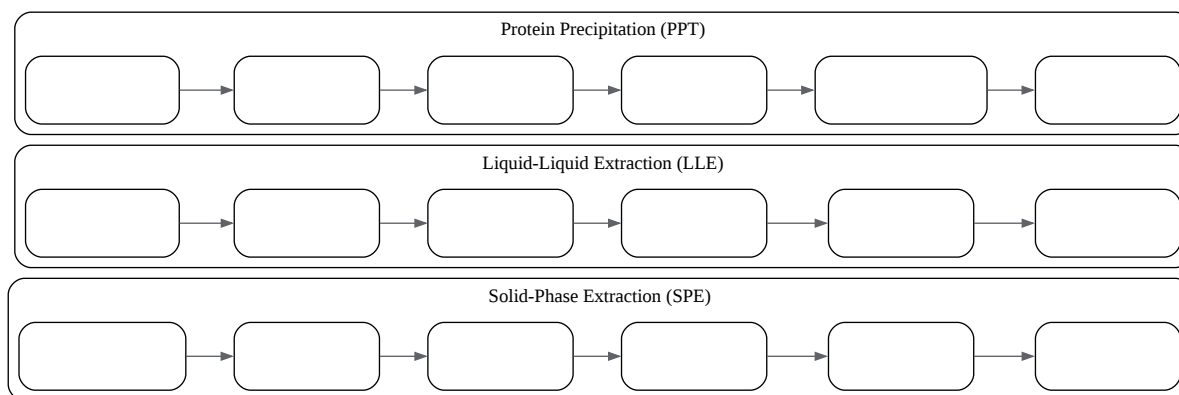 Protein Precipitation (PPT)
Liquid-Liquid Extraction (LLE)
Solid-Phase Extraction (SPE)